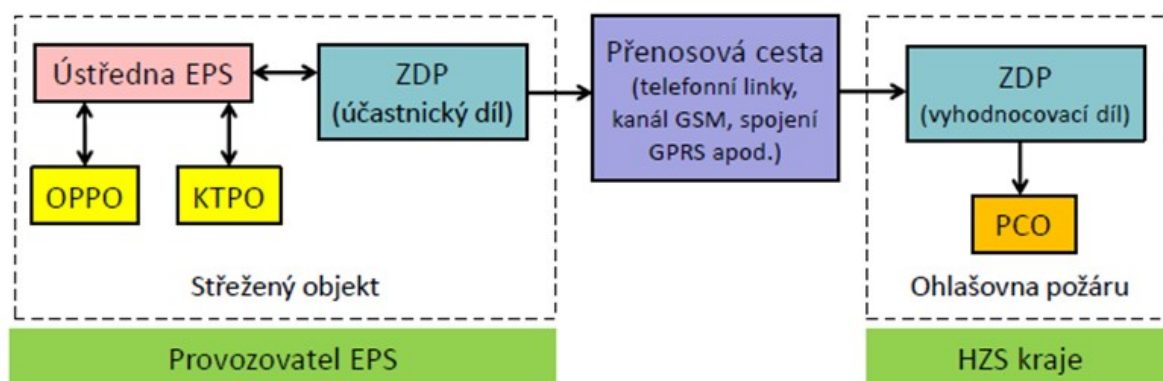 Ústředna EPS
ZDP
(účastnický díl)
OPPO
KTPO
Střežený objekt
Provozovatel EPS
Přenosová cesta
(telefonní linky,
kanál GSM, spojení
GPRS apod.)
ZDP
(vyhodnocovací díl)
PCO
Ohlašovna požáru
HZS kraje